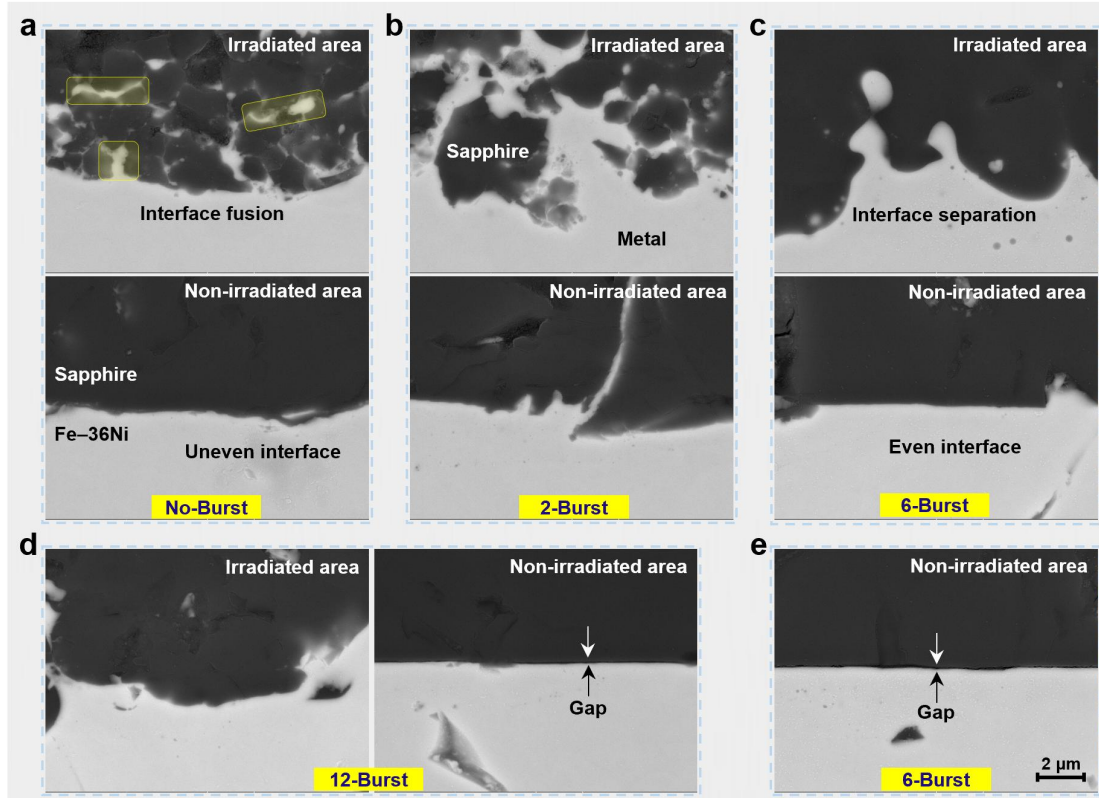 a
Irradiated area
Interface fusion
Non-irradiated area
Sapphire
Fe–36Ni
Uneven interface
No-Burst
b
Irradiated area
Sapphire
Metal
Non-irradiated area
2-Burst
c
Irradiated area
Interface separation
Non-irradiated area
Even interface
6-Burst
d
Irradiated area
Non-irradiated area
Gap
12-Burst
e
Non-irradiated area
Gap
2 µm
6-Burst